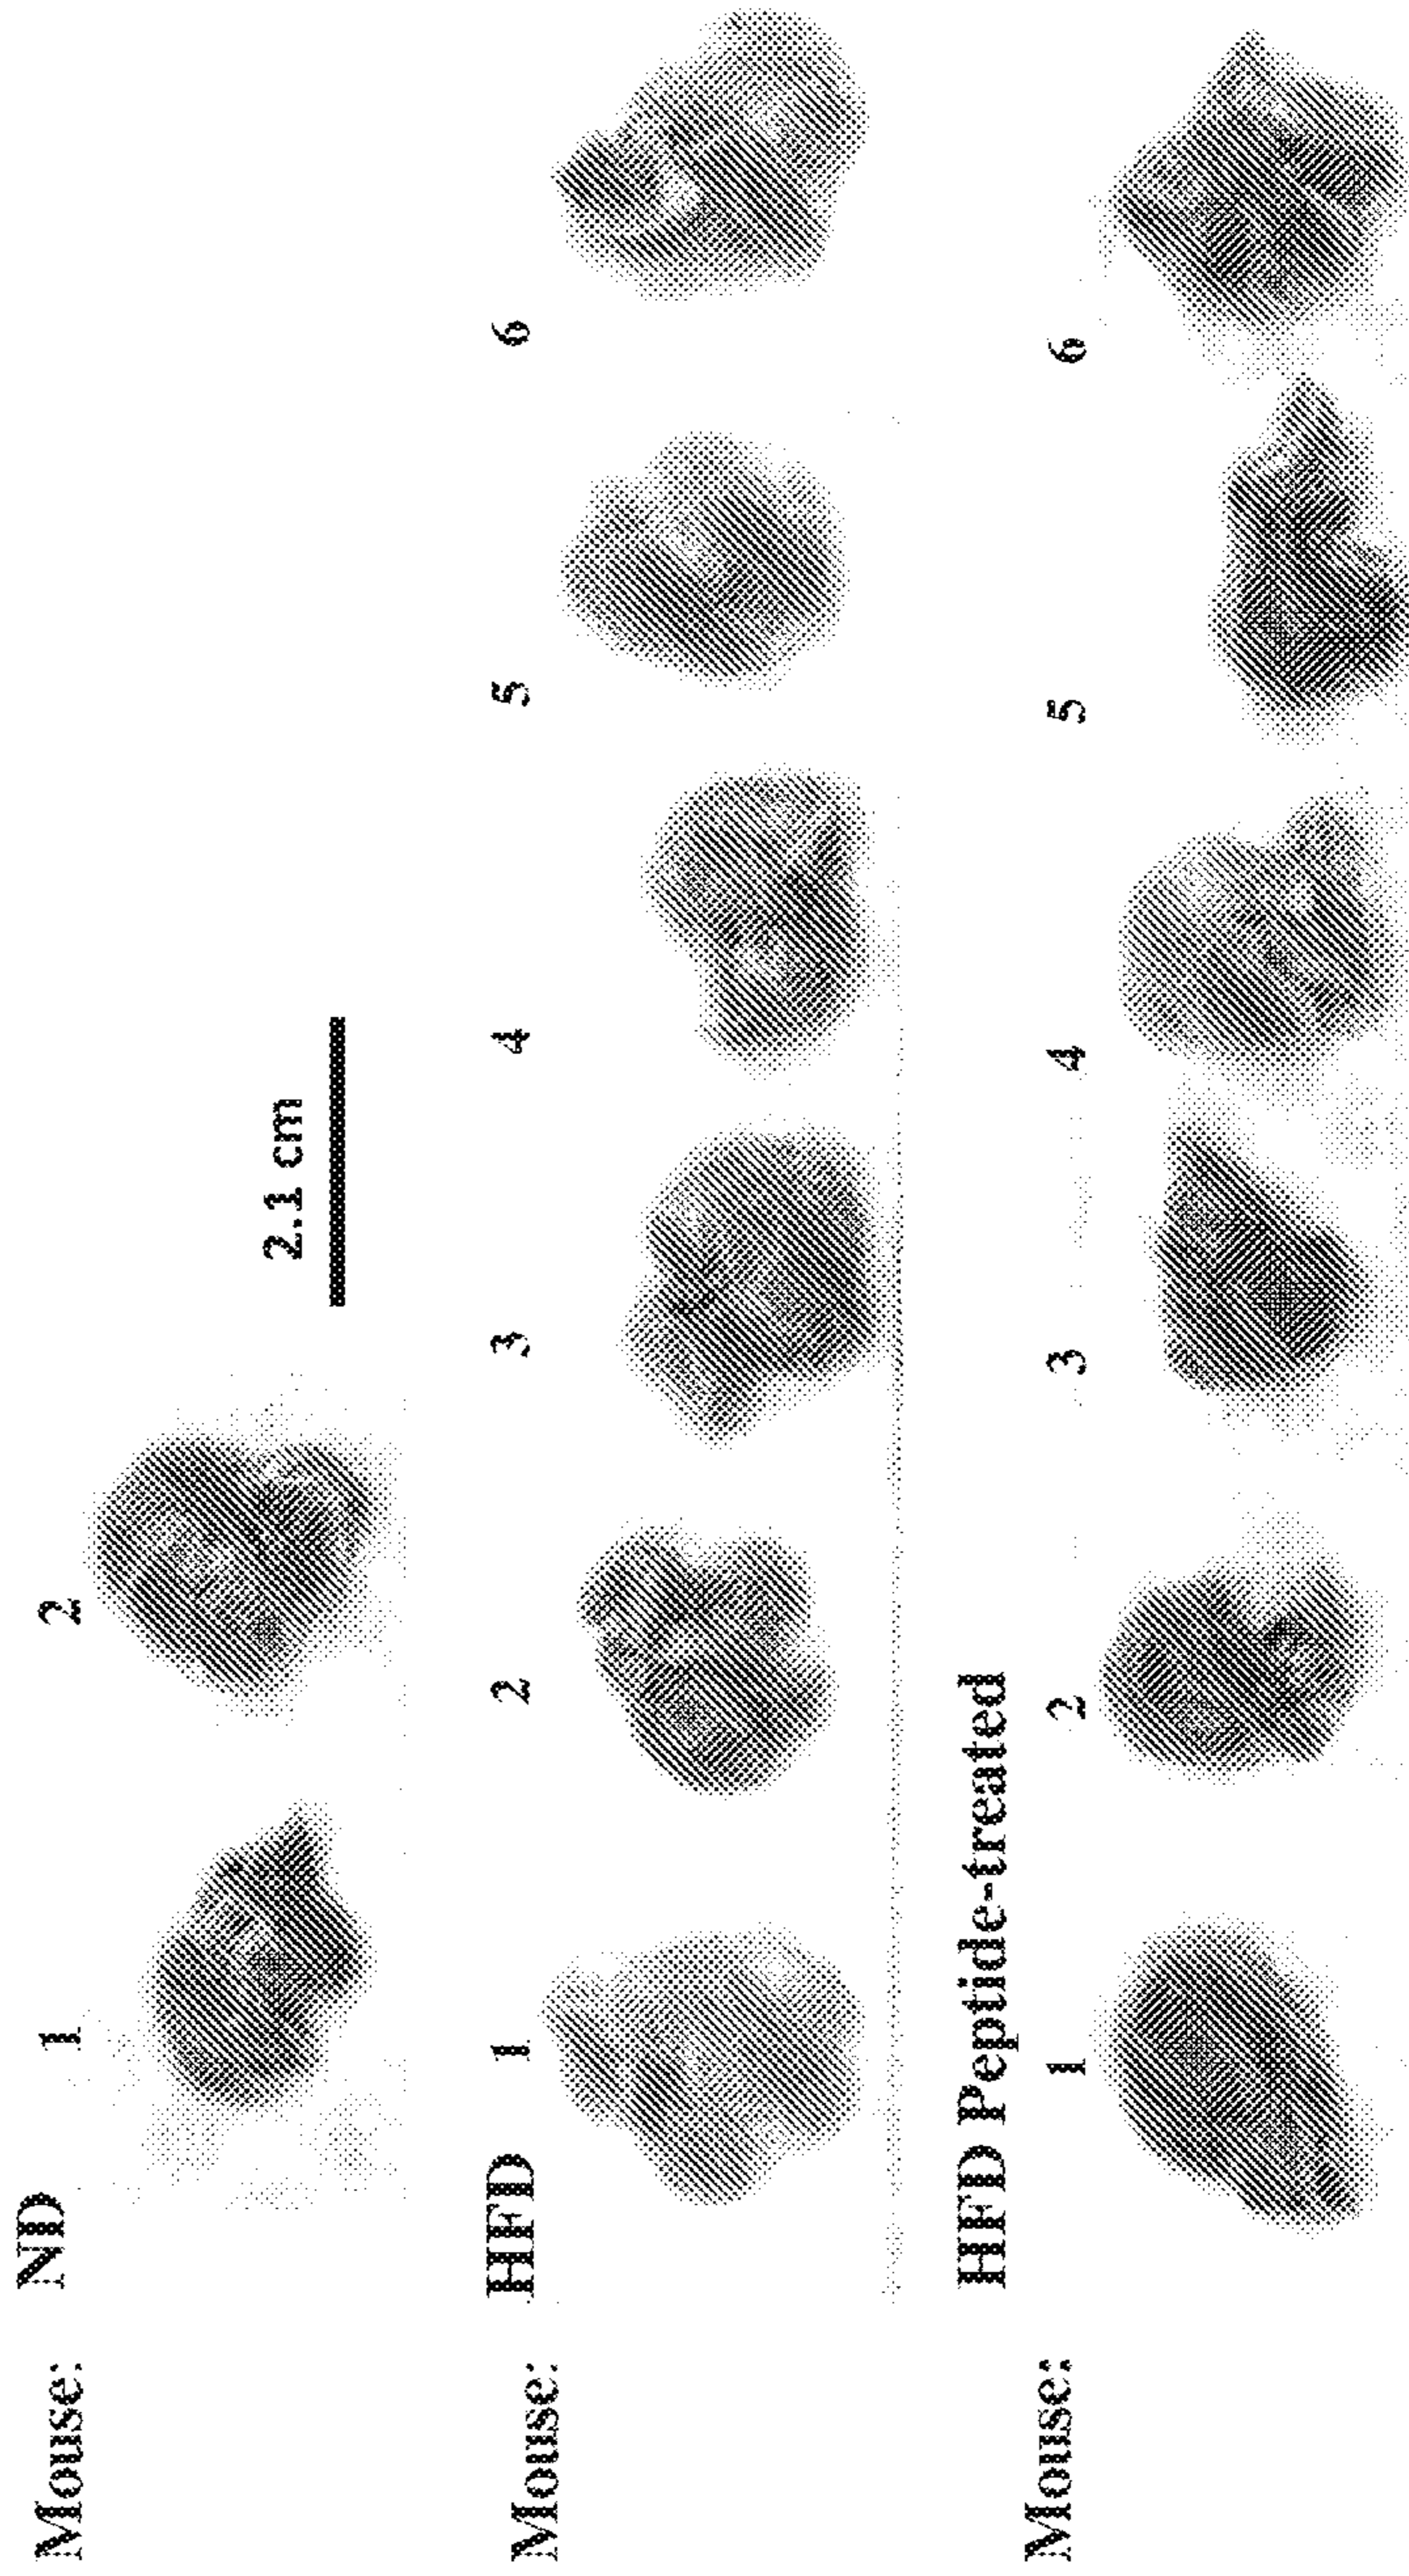 Mouse: ND 1 2
2.1 cm
Mouse: HFD 1 2 3 4 5 6
HFD Peptide-treated
Mouse: 1 2 3 4 5 6